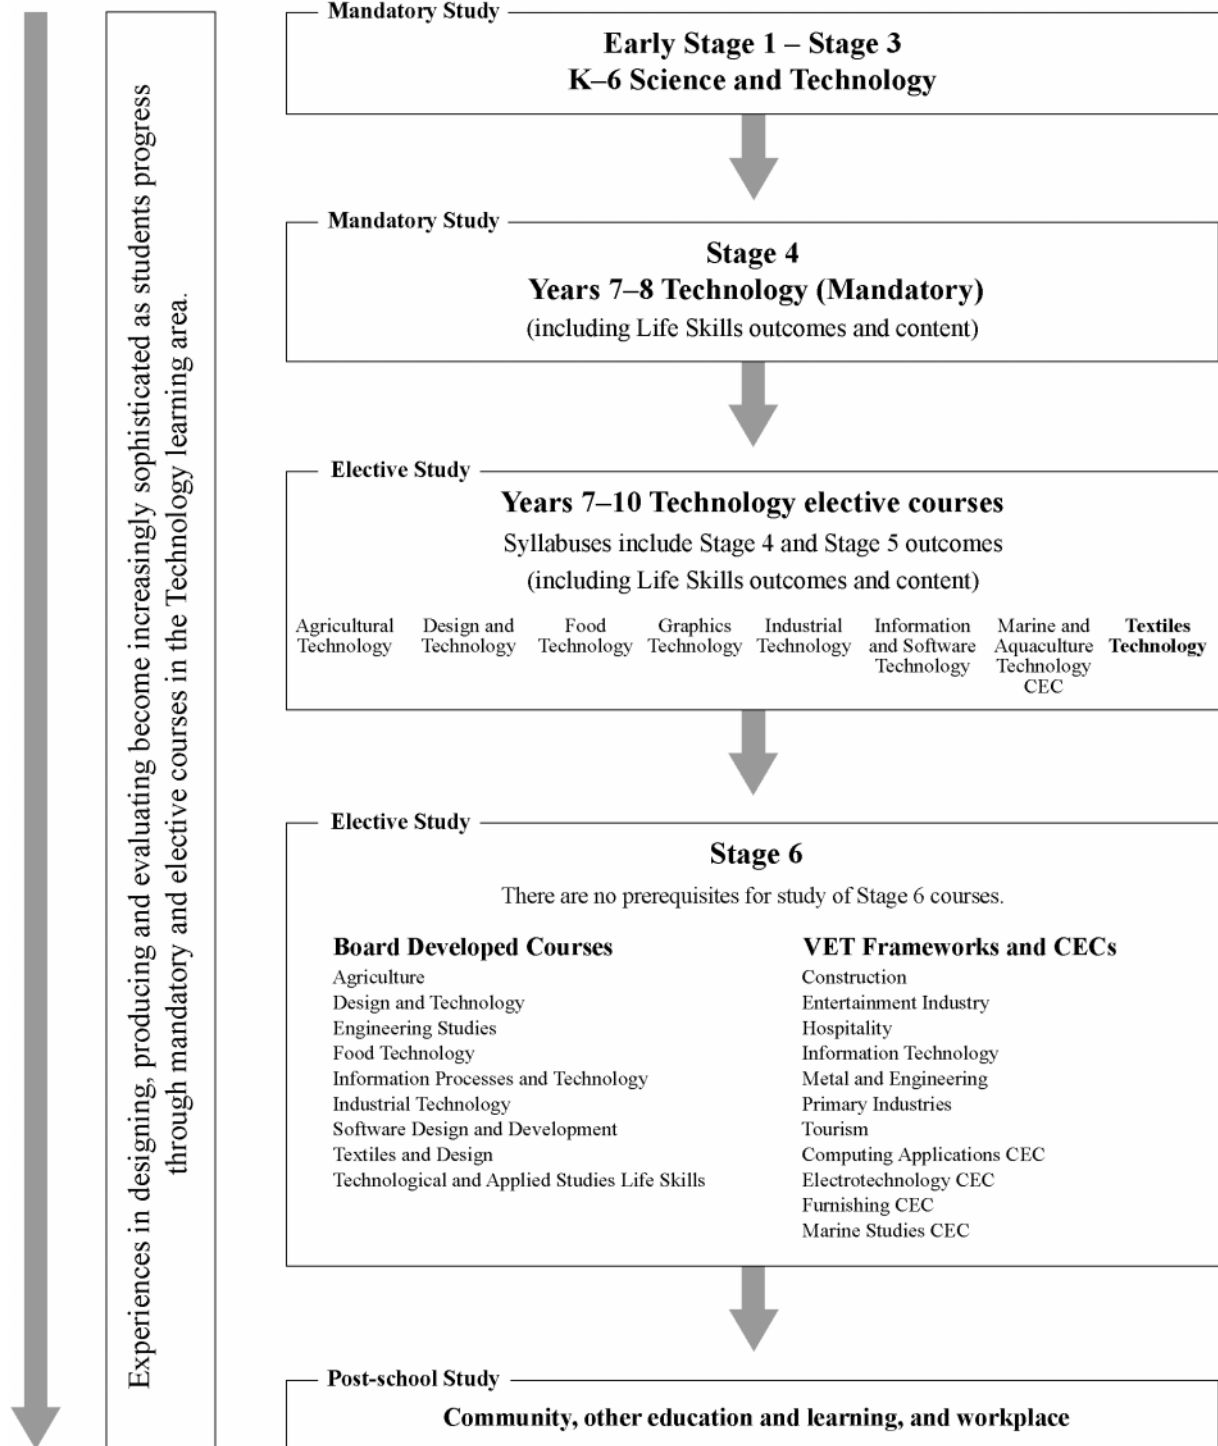 Experiences in designing, producing and evaluating become increasingly sophisticated as students progress
through mandatory and elective courses in the Technology learning area.
Mandatory Study
Early Stage 1 – Stage 3
K–6 Science and Technology
Mandatory Study
Stage 4
Years 7–8 Technology (Mandatory)
(including Life Skills outcomes and content)
Elective Study
Years 7–10 Technology elective courses
Syllabuses include Stage 4 and Stage 5 outcomes
(including Life Skills outcomes and content)
Agricultural
Technology
Design and
Technology
Food
Technology
Graphics
Technology
Industrial
Technology
Information
and Software
Technology
Marine and
Aquaculture
Technology
CEC
Textiles
Technology
Elective Study
Stage 6
There are no prerequisites for study of Stage 6 courses.
Board Developed Courses
Agriculture
Design and Technology
Engineering Studies
Food Technology
Information Processes and Technology
Industrial Technology
Software Design and Development
Textiles and Design
Technological and Applied Studies Life Skills
VET Frameworks and CECs
Construction
Entertainment Industry
Hospitality
Information Technology
Metal and Engineering
Primary Industries
Tourism
Computing Applications CEC
Electrotechnology CEC
Furnishing CEC
Marine Studies CEC
Post-school Study
Community, other education and learning, and workplace